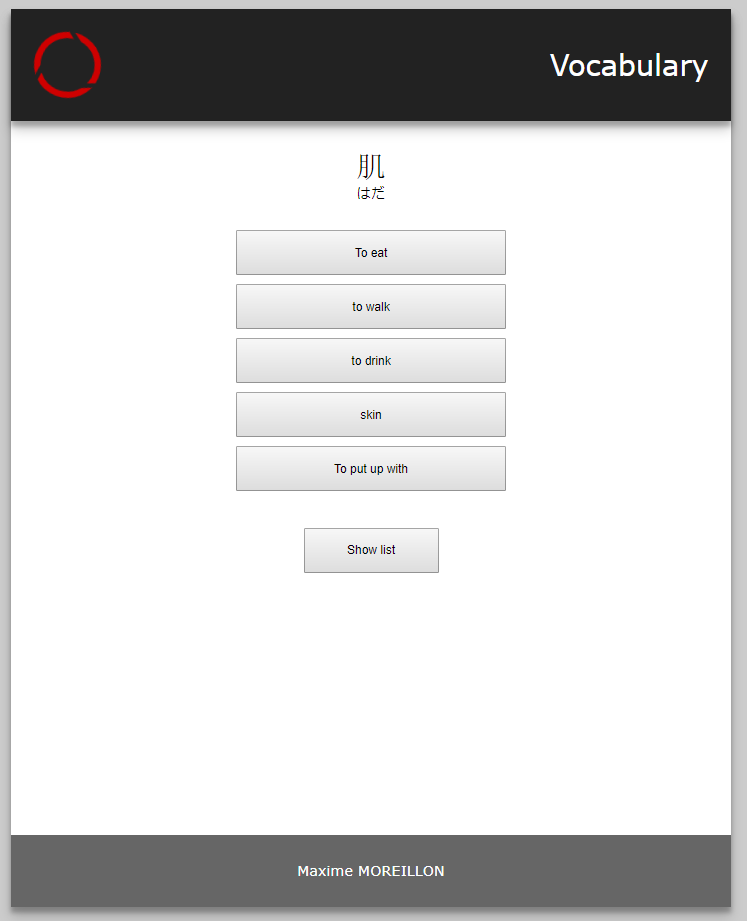 Vocabulary
肌
はだ
To eat
to walk
to drink
skin
To put up with
Show list
Maxime MOREILLON